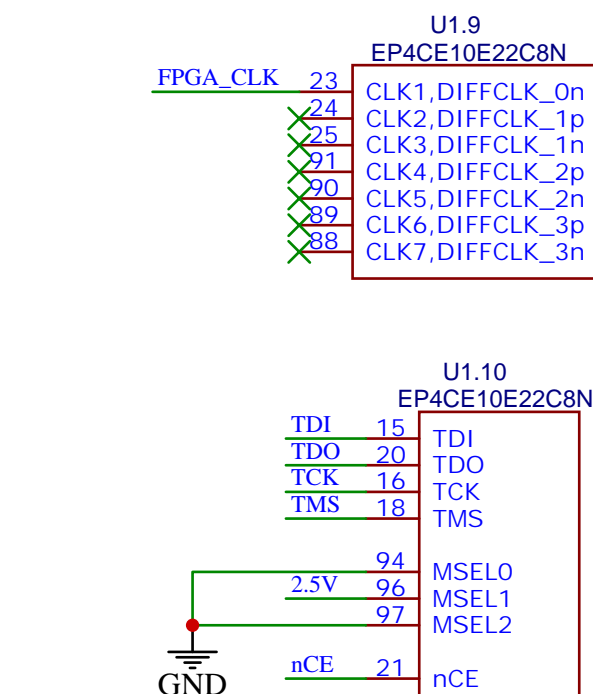 U1.9
EP4CE10E22C8N
FPGA_CLK 23 CLK1,DIFFCLK_0n
24 CLK2,DIFFCLK_1p
25 CLK3,DIFFCLK_1n
91 CLK4,DIFFCLK_2p
90 CLK5,DIFFCLK_2n
89 CLK6,DIFFCLK_3p
88 CLK7,DIFFCLK_3n
U1.10
EP4CE10E22C8N
TDI 15 TDI
TDO 20 TDO
TCK 16 TCK
TMS 18 TMS
94 MSEL0
2.5V 96 MSEL1
97 MSEL2
nCE 21 nCE
GND